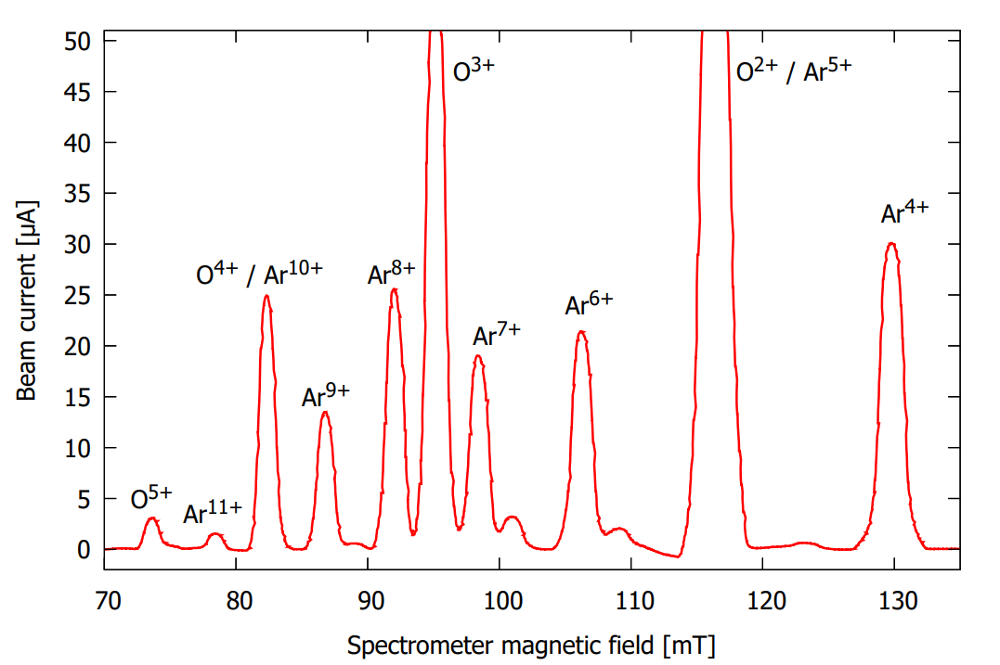 50
O3+
O2+ / Ar5+
45
40
35
Ar4+
30
O4+ / Ar10+
Ar8+
25
Ar6+
20
Ar7+
15
Ar9+
10
5
O5+
Ar11+
0
Beam current [µA]
70 80 90 100 110 120 130
Spectrometer magnetic field [mT]